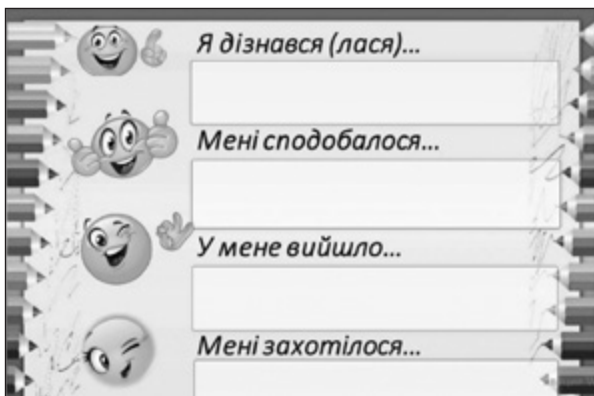 Я дізнався (лася)...
Мені сподобалося...
У мене вийшло...
Мені захотілося...